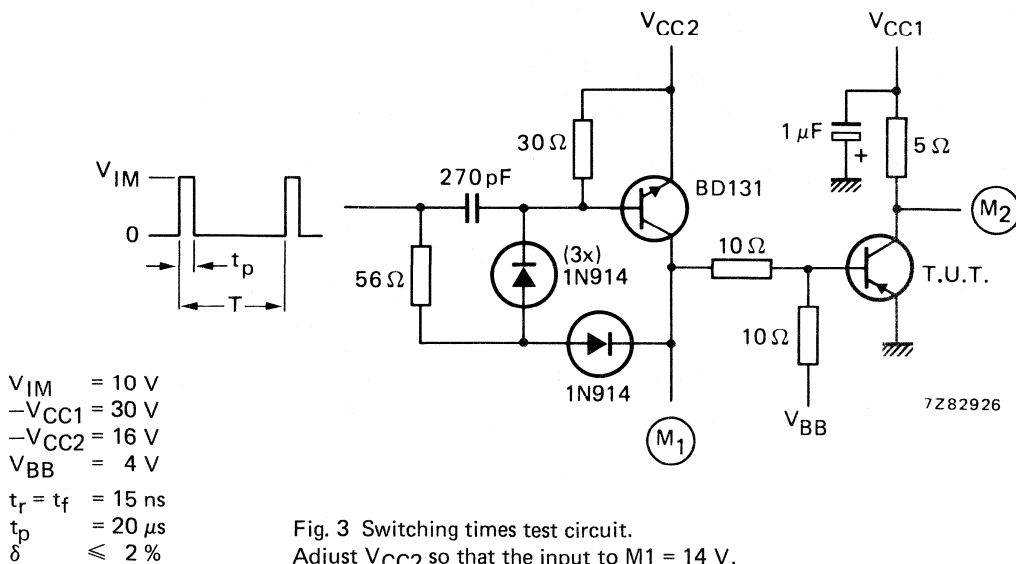 VCC2
VCC1
30 Ω
1 μF
+
5 Ω
VIM
270 pF
BD131
M2
0
10 Ω
tp
56 Ω
(3x)
1N914
T.U.T.
T
10 Ω
1N914
VBB
7Z82926
M1
VIM = 10 V
−VCC1 = 30 V
−VCC2 = 16 V
VBB = 4 V
tr = tf = 15 ns
tp = 20 μs
δ ≤ 2 %
Fig. 3 Switching times test circuit.
Adjust VCC2 so that the input to M1 = 14 V.